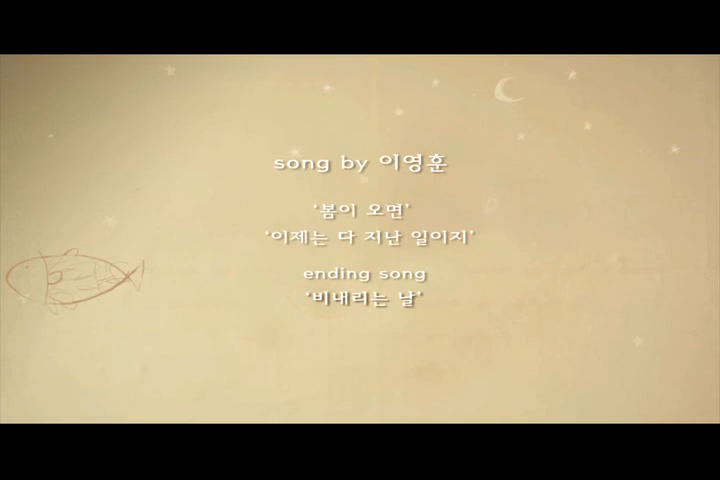 song by 이영훈
‘봄이 오면’
‘이제는 다 지난 일이지’
ending song
‘비내리는 날’